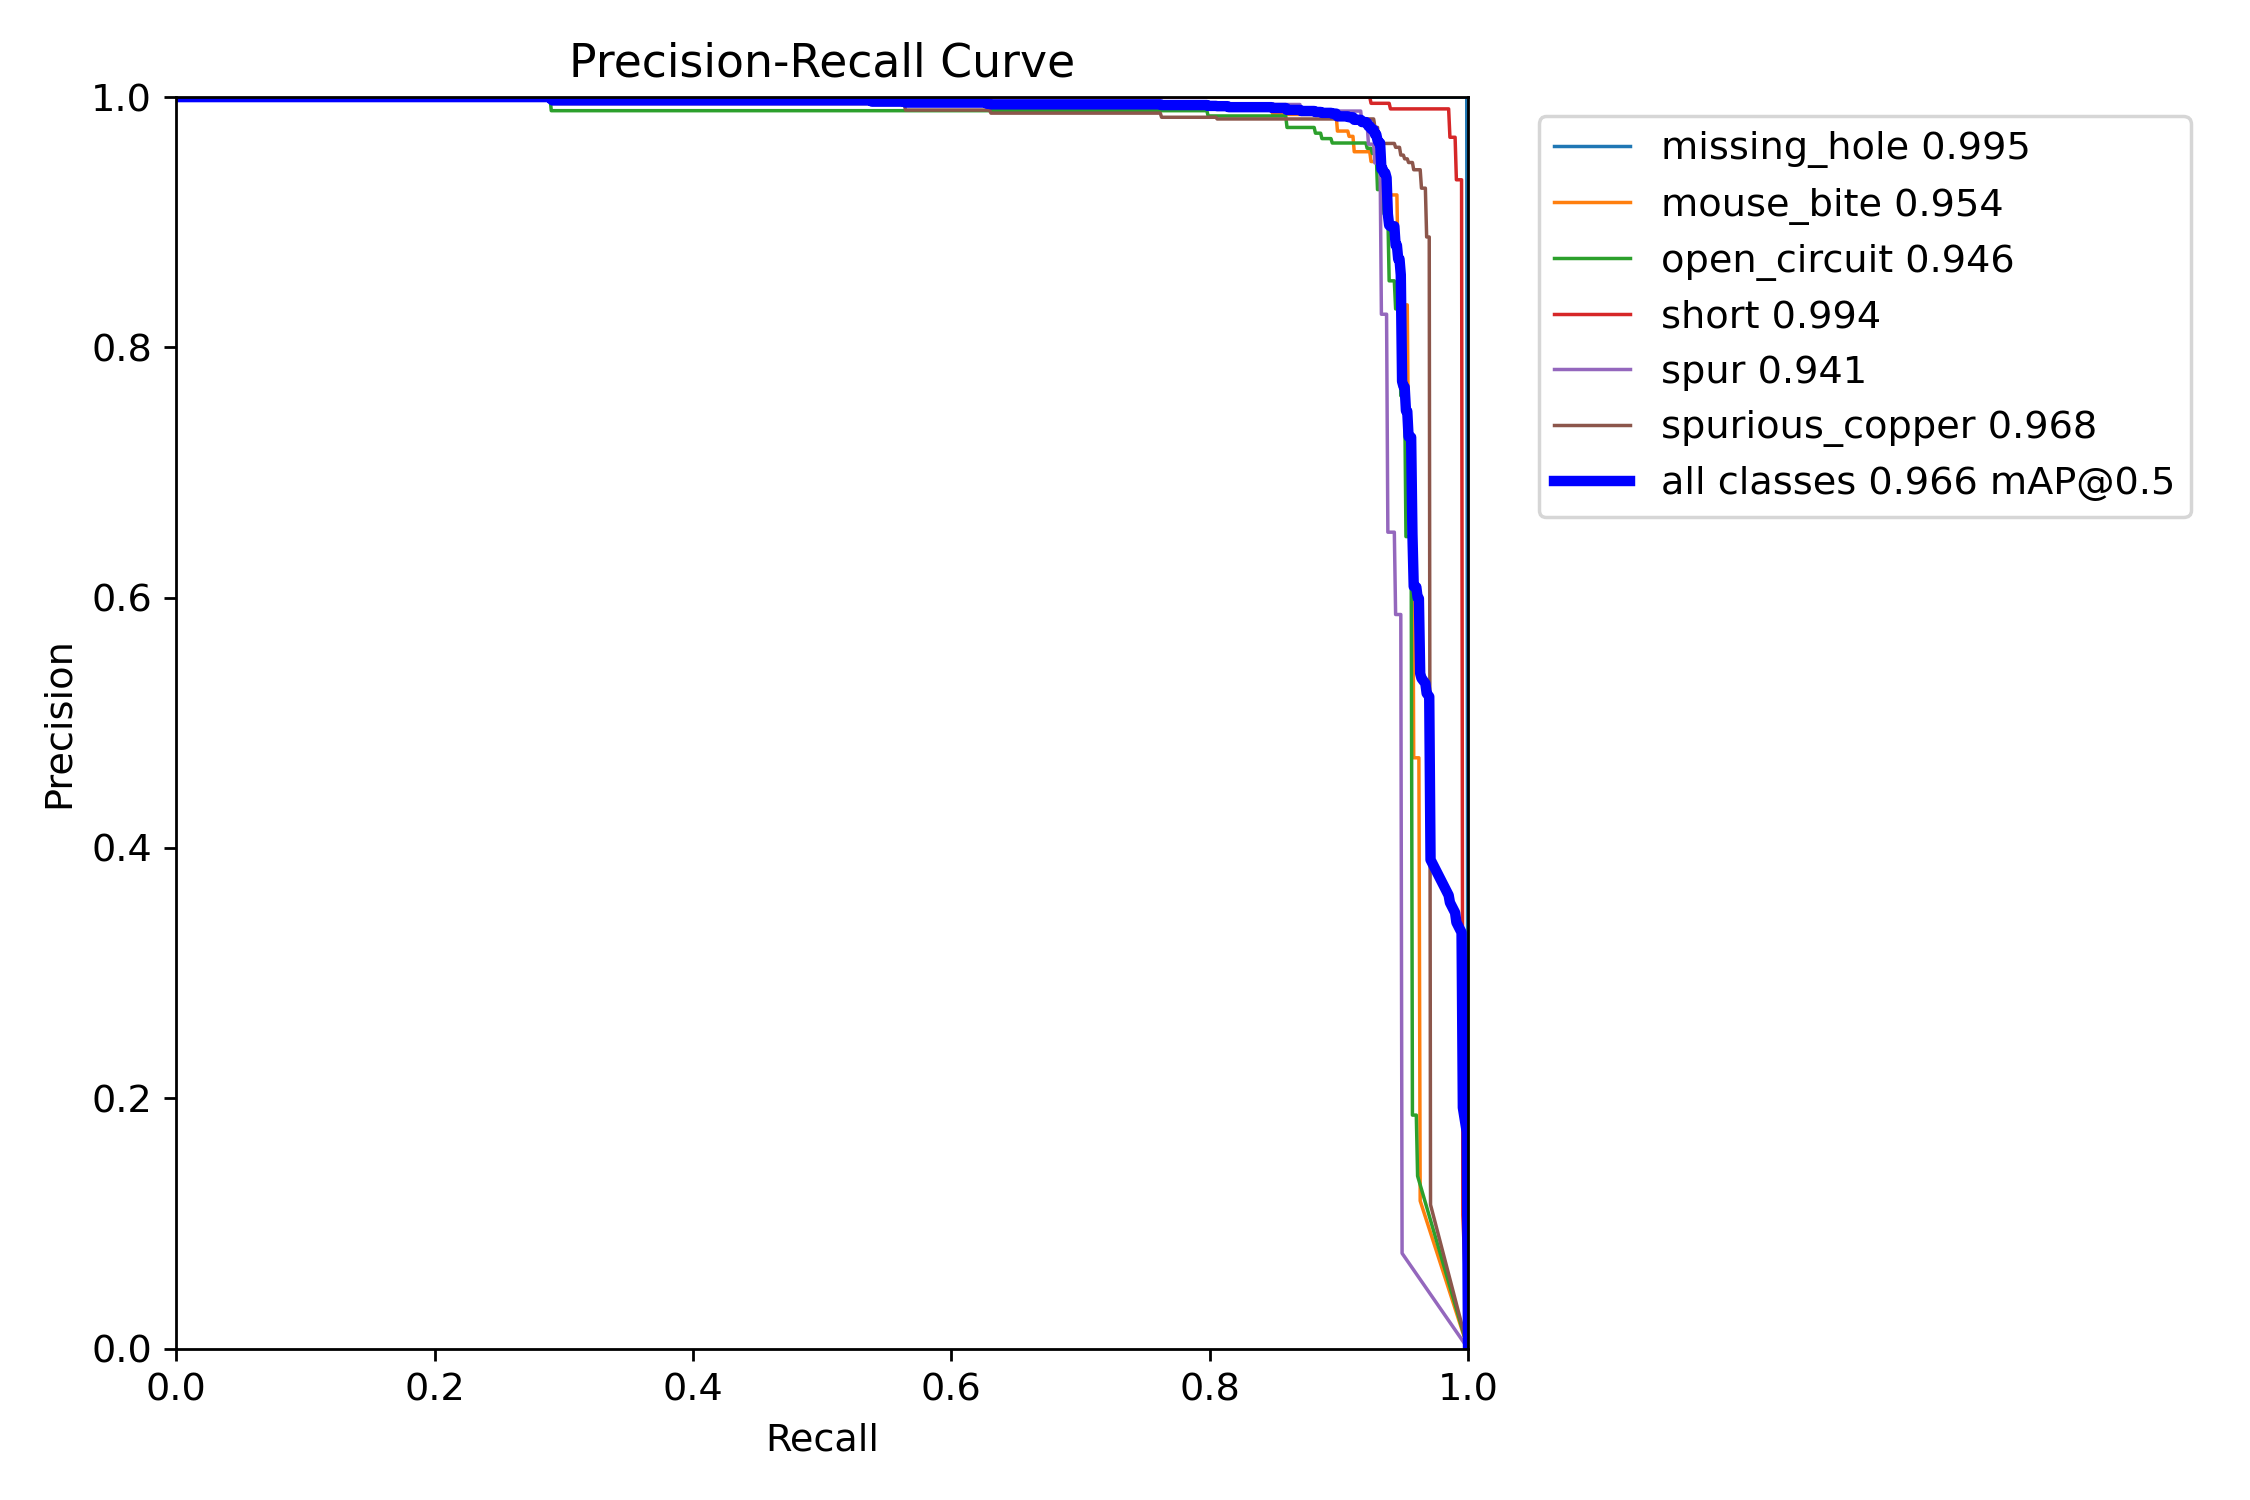 Precision-Recall Curve
1.0
0.8
0.6
0.4
0.2
0.0
Precision
0.0 0.2 0.4 0.6 0.8 1.0
Recall
missing_hole 0.995
mouse_bite 0.954
open_circuit 0.946
short 0.994
spur 0.941
spurious_copper 0.968
all classes 0.966 mAP@0.5